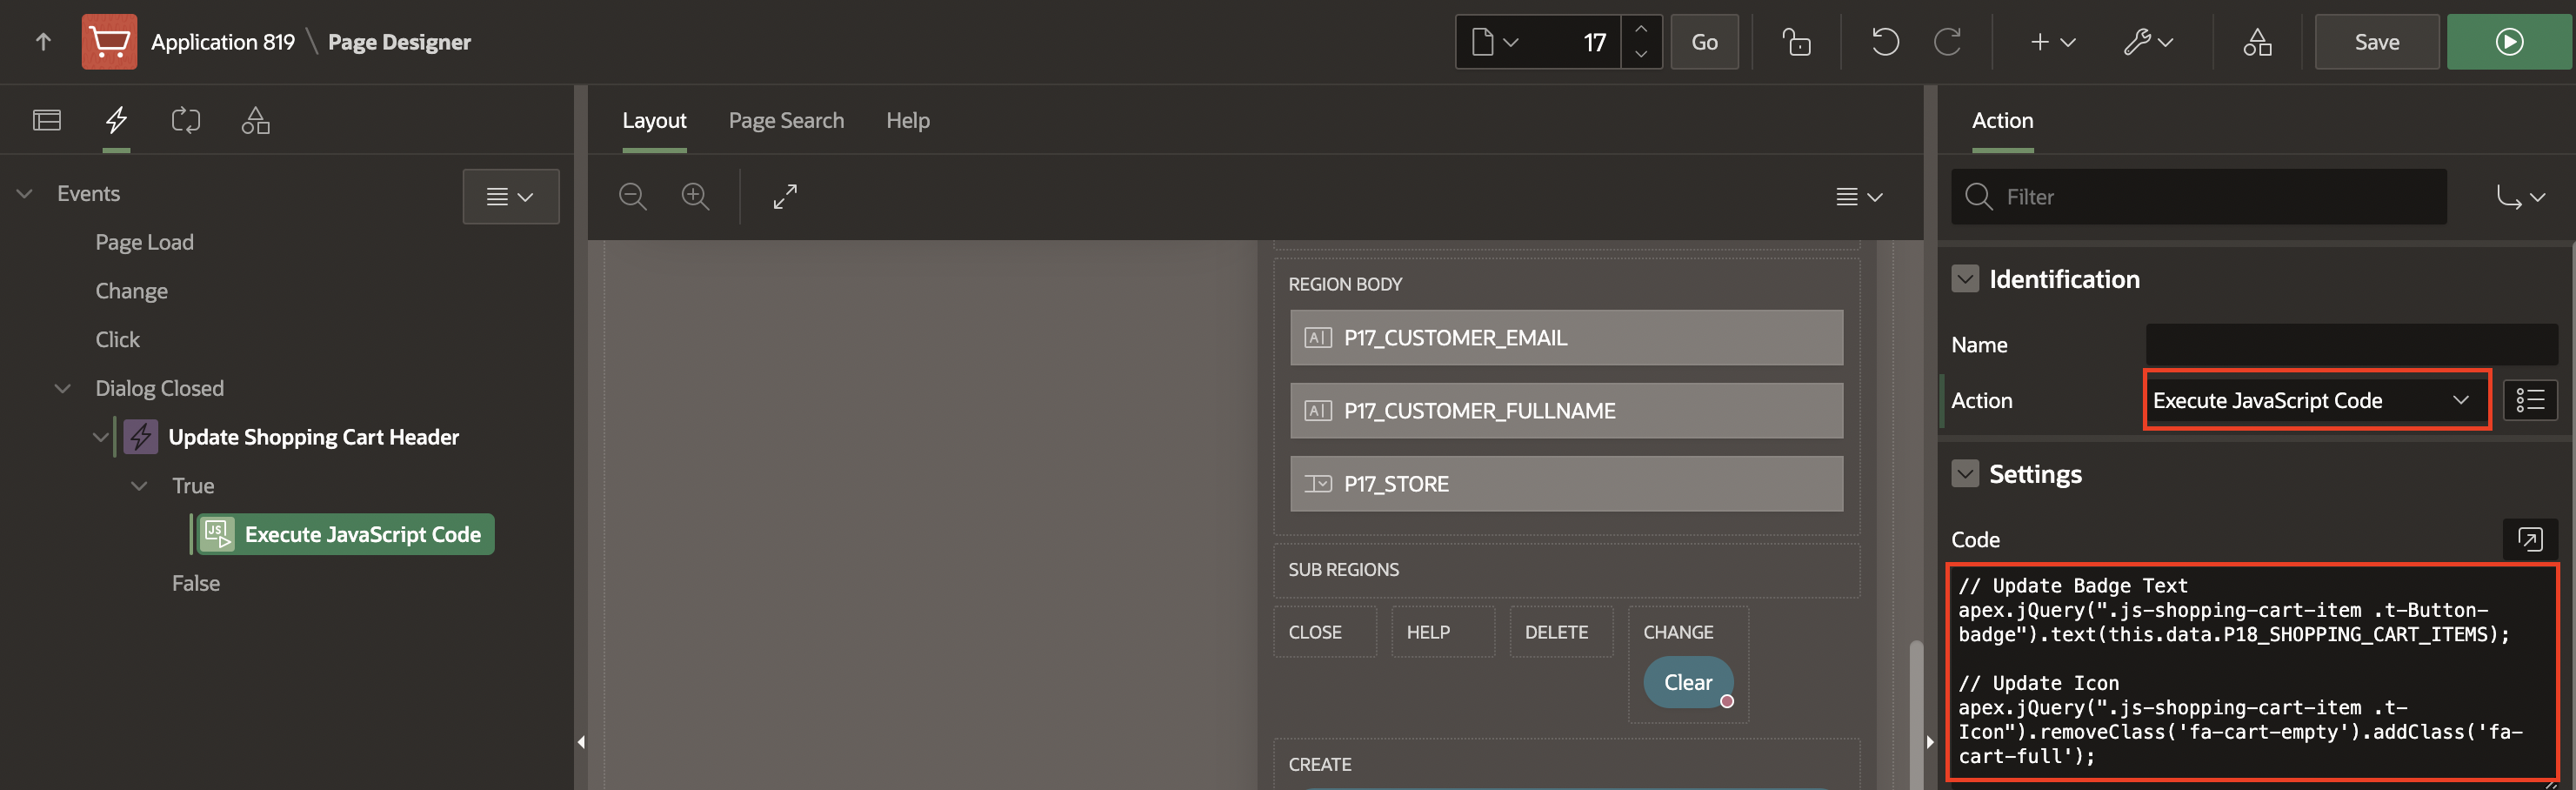 Application 819 \ Page Designer
17
Go
Save
Layout
Page Search
Help
Action
Events
Page Load
Change
Click
Dialog Closed
Update Shopping Cart Header
True
JS
Execute JavaScript Code
False
REGION BODY
A P17_CUSTOMER_EMAIL
A P17_CUSTOMER_FULLNAME
P17_STORE
SUB REGIONS
CLOSE
HELP
DELETE
CHANGE
Clear
CREATE
Filter
Identification
Name
Action
Execute JavaScript Code
Settings
Code
// Update Badge Text
apex.jQuery(".js-shopping-cart-item .t-Button-
badge").text(this.data.P18_SHOPPING_CART_ITEMS);
// Update Icon
apex.jQuery(".js-shopping-cart-item .t-
Icon").removeClass('fa-cart-empty').addClass('fa-
cart-full');